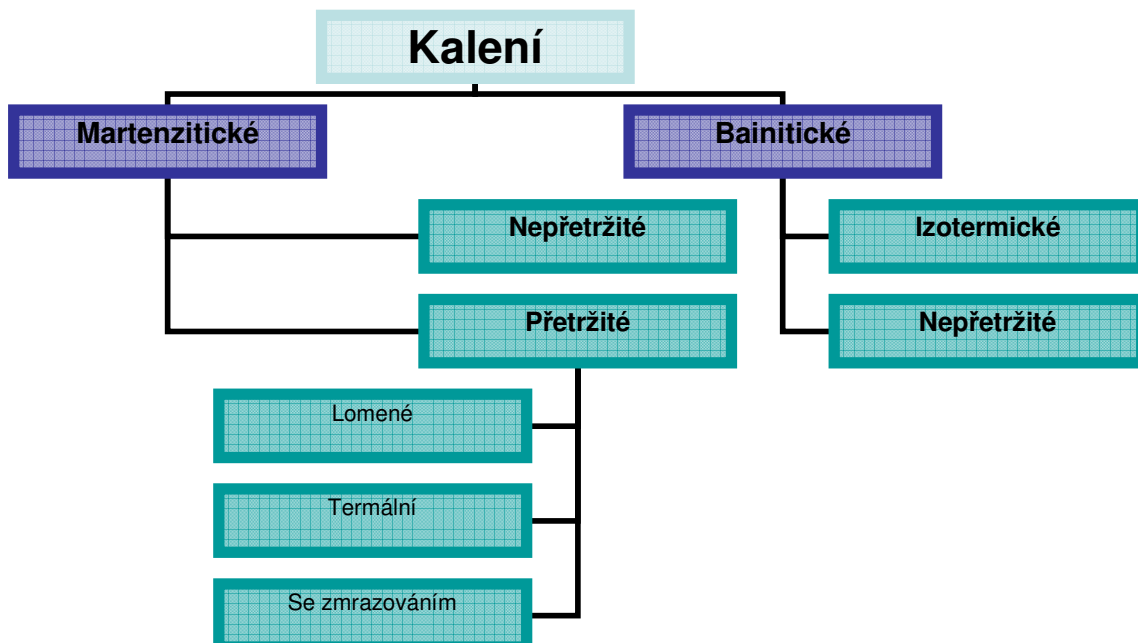 Kalení
Martenzitické
Bainitické
Nepřetržité
Izotermické
Přetržité
Nepřetržité
Lomené
Termální
Se zmrazováním